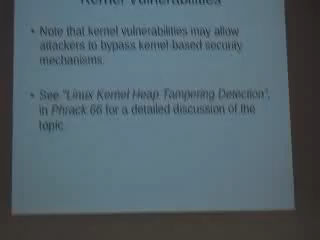 Kernel Vulnerabilities
• Note that kernel vulnerabilities may allow
attackers to bypass kernel-based security
mechanisms.
• See "Linux Kernel Heap Tampering Detection",
in Phrack 66 for a detailed discussion of the
topic.